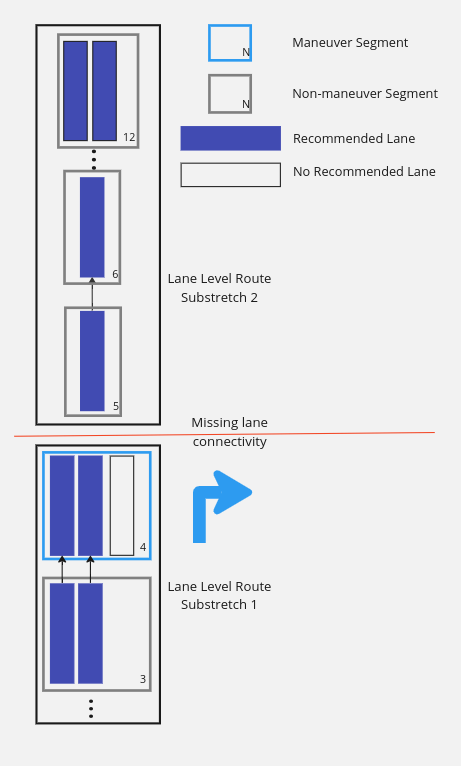 N
Maneuver Segment
N
Non-maneuver Segment
Recommended Lane
No Recommended Lane
12
6
Lane Level Route
Substretch 2
5
Missing lane
connectivity
4
Lane Level Route
Substretch 1
3